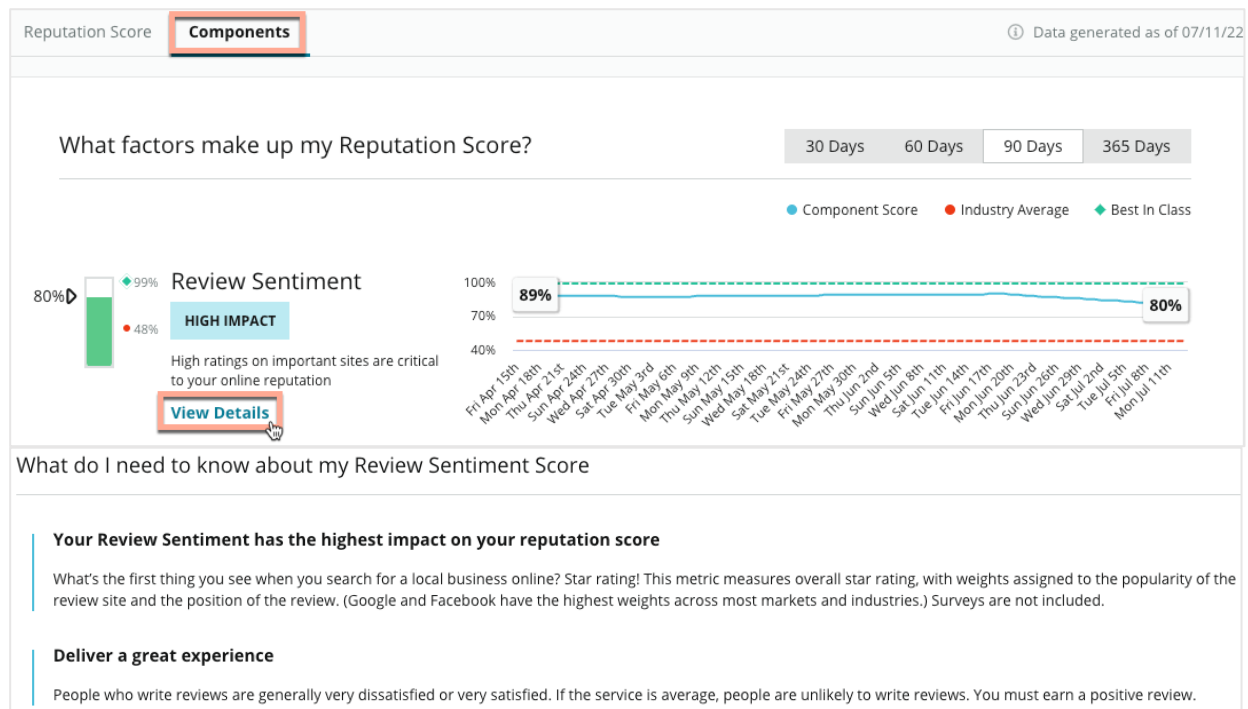 Reputation Score
Components
Data generated as of 07/11/22
What factors make up my Reputation Score?
30 Days
60 Days
90 Days
365 Days
Component Score
Industry Average
Best In Class
80%
99%
48%
Review Sentiment
HIGH IMPACT
High ratings on important sites are critical
to your online reputation
View Details
100%
70%
40%
89%
80%
Fri Apr 15th
Mon Apr 18th
Thu Apr 21st
Sun Apr 24th
Wed Apr 27th
Sat Apr 30th
Tue May 3rd
Fri May 6th
Mon May 9th
Thu May 12th
Sun May 15th
Wed May 18th
Sat May 21st
Tue May 24th
Fri May 27th
Mon May 30th
Thu Jun 2nd
Sun Jun 5th
Wed Jun 8th
Sat Jun 11th
Tue Jun 14th
Fri Jun 17th
Mon Jun 20th
Thu Jun 23rd
Sun Jun 26th
Wed Jun 29th
Sat Jul 2nd
Tue Jul 5th
Fri Jul 8th
Mon Jul 11th
What do I need to know about my Review Sentiment Score
Your Review Sentiment has the highest impact on your reputation score
What's the first thing you see when you search for a local business online? Star rating! This metric measures overall star rating, with weights assigned to the popularity of the
review site and the position of the review. (Google and Facebook have the highest weights across most markets and industries.) Surveys are not included.
Deliver a great experience
People who write reviews are generally very dissatisfied or very satisfied. If the service is average, people are unlikely to write reviews. You must earn a positive review.